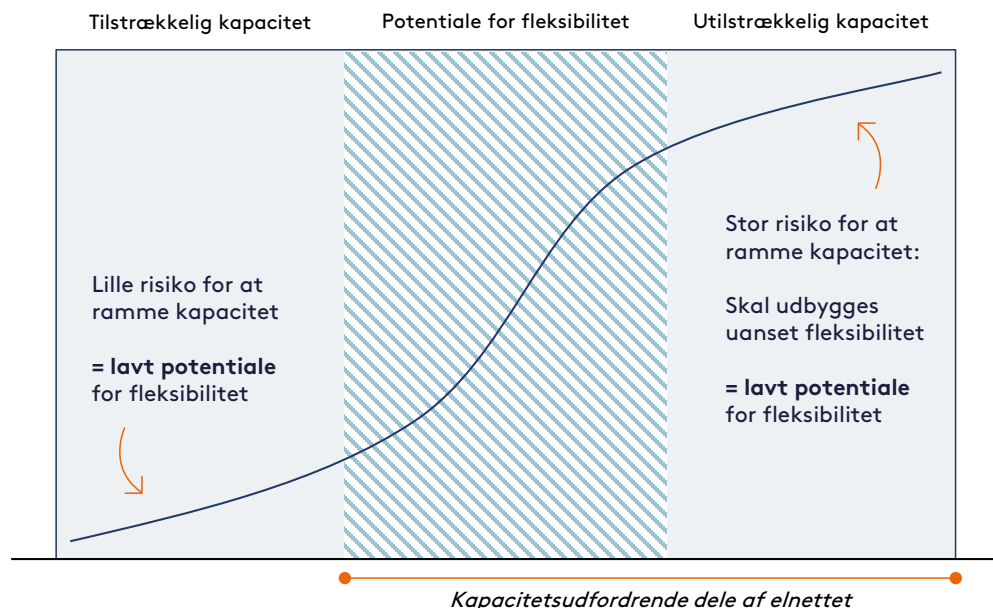 Tilstrækkelig kapacitet
Potentiale for fleksibilitet
Utilstrækkelig kapacitet
Lille risiko for at
ramme kapacitet
= lavt potentiale
for fleksibilitet
Stor risiko for at
ramme kapacitet:
Skal udbygges
uanset fleksibilitet
= lavt potentiale
for fleksibilitet
Kapacitetsudfordrende dele af elnettet